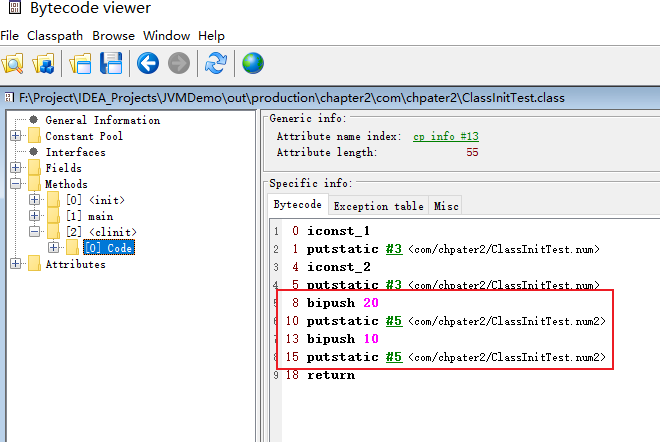 Bytecode viewer
File Classpath Browse Window Help
F:\Project\IDEA_Projects\JVMDemo\out\production\chapter2\com\chpater2\ClassInitTest.class
General Information
Constant Pool
Interfaces
Fields
Methods
[0] <init>
[1] main
[2] <clinit>
[0] Code
Attributes
Generic info:
Attribute name index: cp info #13
Attribute length: 55
Specific info:
Bytecode Exception table Misc
1 0 iconst_1
2 1 putstatic #3 <com/chpater2/ClassInitTest.num>
3 4 iconst_2
4 5 putstatic #3 <com/chpater2/ClassInitTest.num>
5 8 bipush 20
6 10 putstatic #5 <com/chpater2/ClassInitTest.num2>
7 13 bipush 10
8 15 putstatic #5 <com/chpater2/ClassInitTest.num2>
9 18 return